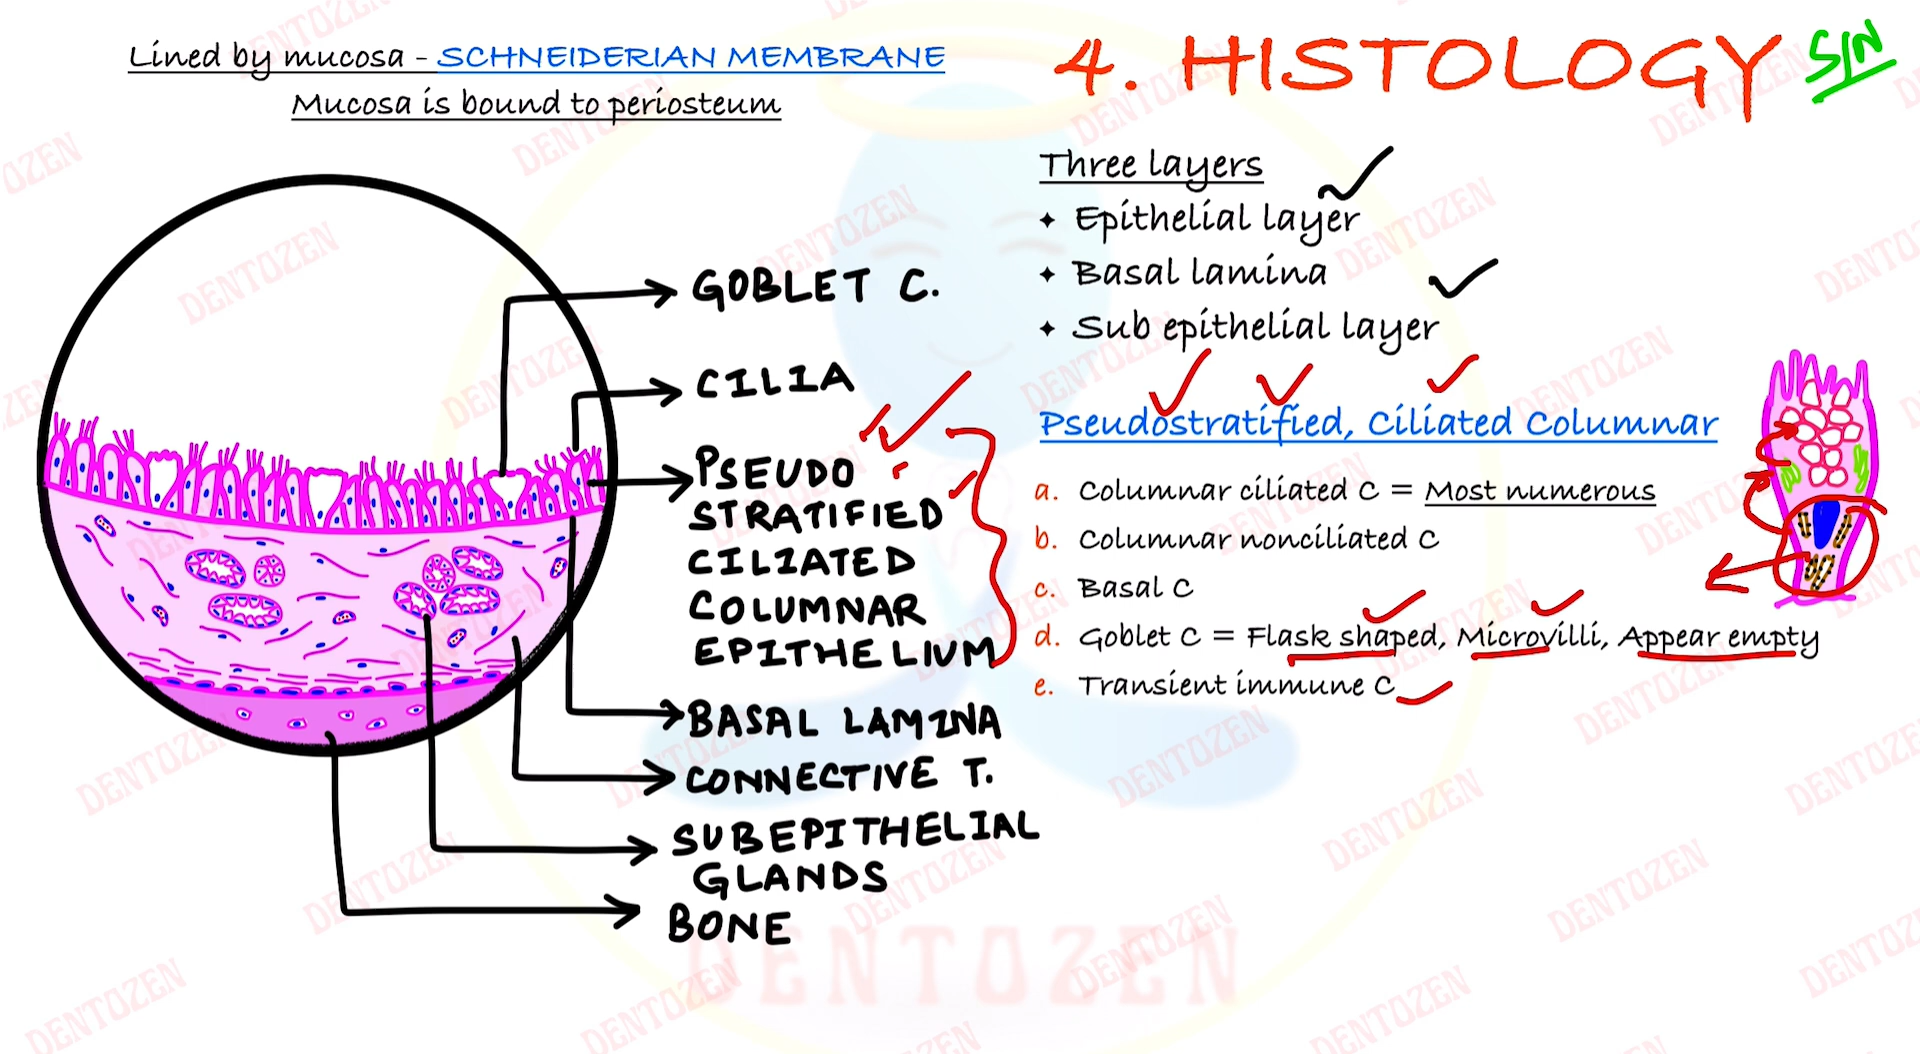 Lined by mucosa - SCHNEIDERIAN MEMBRANE
Mucosa is bound to periosteum
4. HISTOLOGY S/N
Three layers
Epithelial layer
Basal lamina
Sub epithelial layer
Pseudostratified, Ciliated Columnar
a. Columnar ciliated C = Most numerous
b. Columnar nonciliated C
c. Basal C
d. Goblet C = Flask shaped, Microvilli, Appear empty
e. Transient immune C
GOBLET C.
CILIA
PSEUDO
STRATIFIED
CILIATED
COLUMNAR
EPITHELIUM
BASAL LAMINA
CONNECTIVE T.
SUBEPITHELIAL
GLANDS
BONE
DENTOZEN